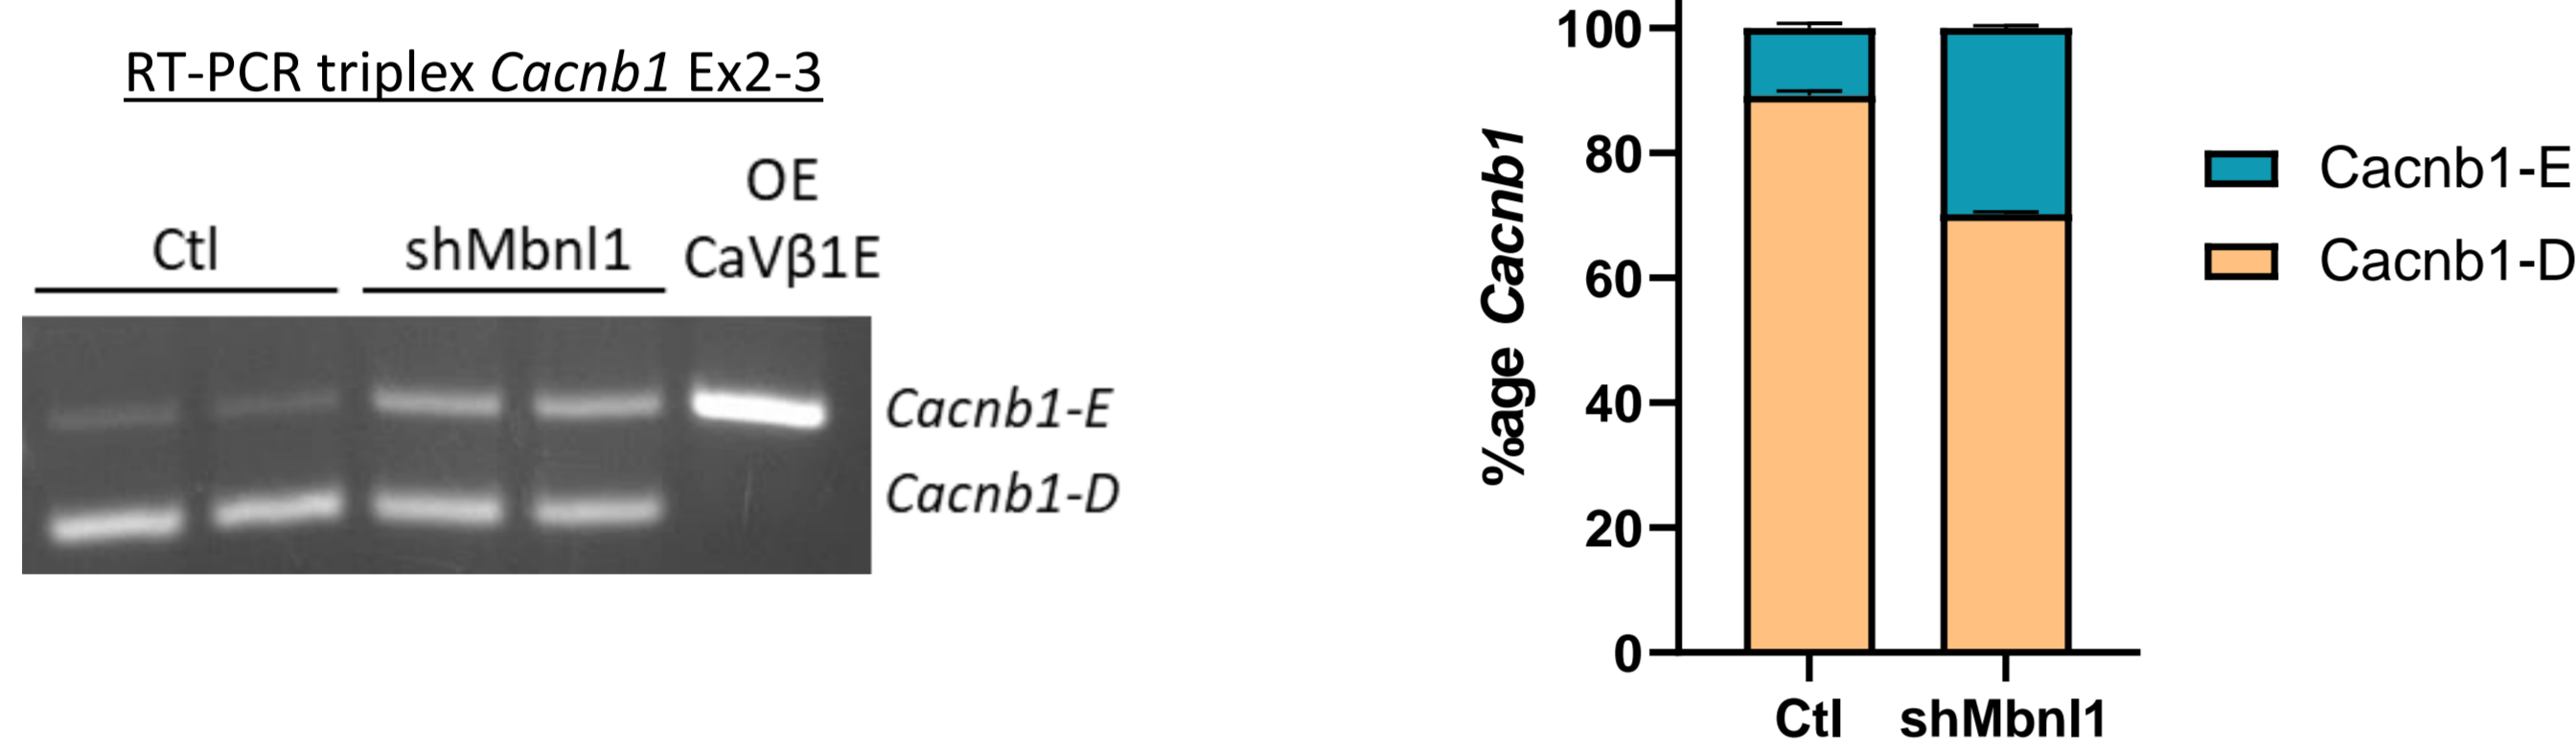 RT-PCR triplex Cacnb1 Ex2-3
OE
Ctl shMbnl1 CaVβ1E
Cacnb1-E
Cacnb1-D
%age Cacnb1
100
80
60
40
20
0
Ctl shMbnl1
Cacnb1-E
Cacnb1-D